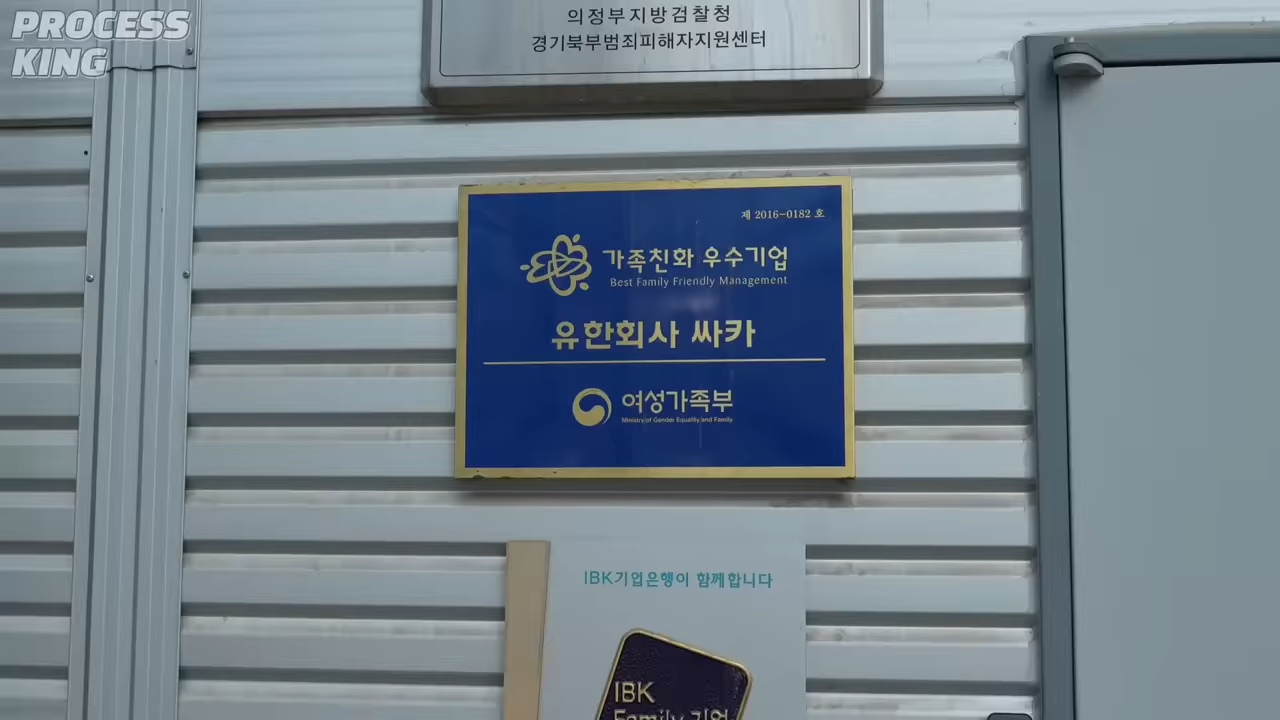 PROCESS
KING
의정부지방검찰청
경기북부범죄피해자지원센터
제 2016-0182 호
가족친화 우수기업
Best Family Friendly Management
유한회사 싸카
여성가족부
Ministry of Gender Equality and Family
IBK기업은행이 함께합니다
IBK
Family 기업